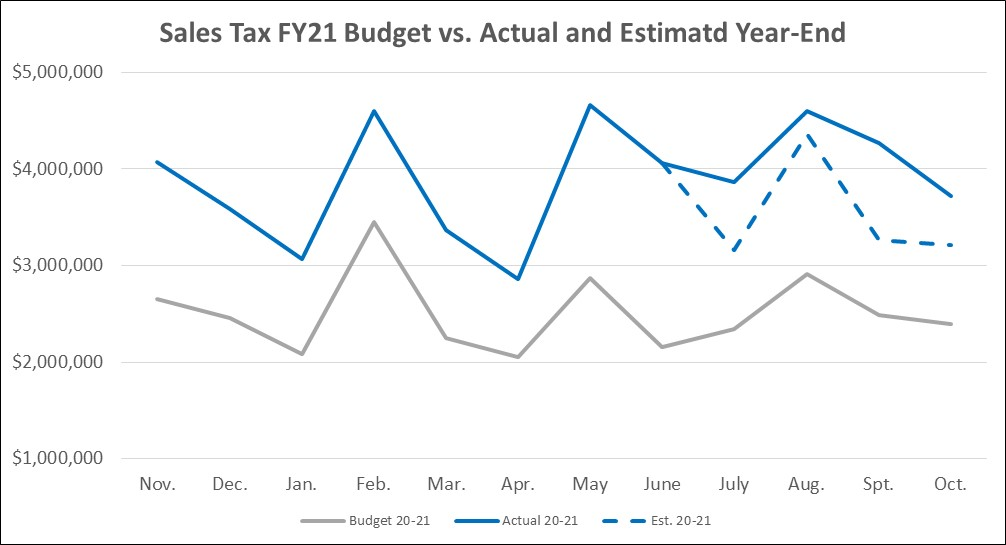 Sales Tax FY21 Budget vs. Actual and Estimatd Year-End
$5,000,000
$4,000,000
$3,000,000
$2,000,000
$1,000,000
Nov. Dec. Jan. Feb. Mar. Apr. May June July Aug. Spt. Oct.
Budget 20-21 Actual 20-21 Est. 20-21